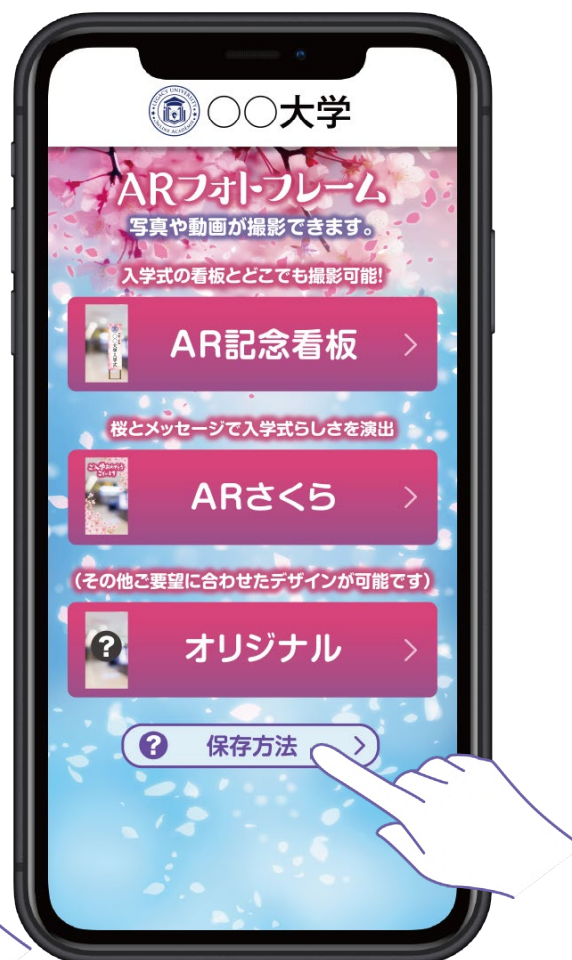 LEGACY UNIVERSITY
ONLINE ACADEMICS
○○大学
ARフォトフレーム
写真や動画が撮影できます。
入学式の看板とどこでも撮影可能!
AR記念看板
桜とメッセージで入学式らしさを演出
ARさくら
(その他ご要望に合わせたデザインが可能です)
?
オリジナル
? 保存方法